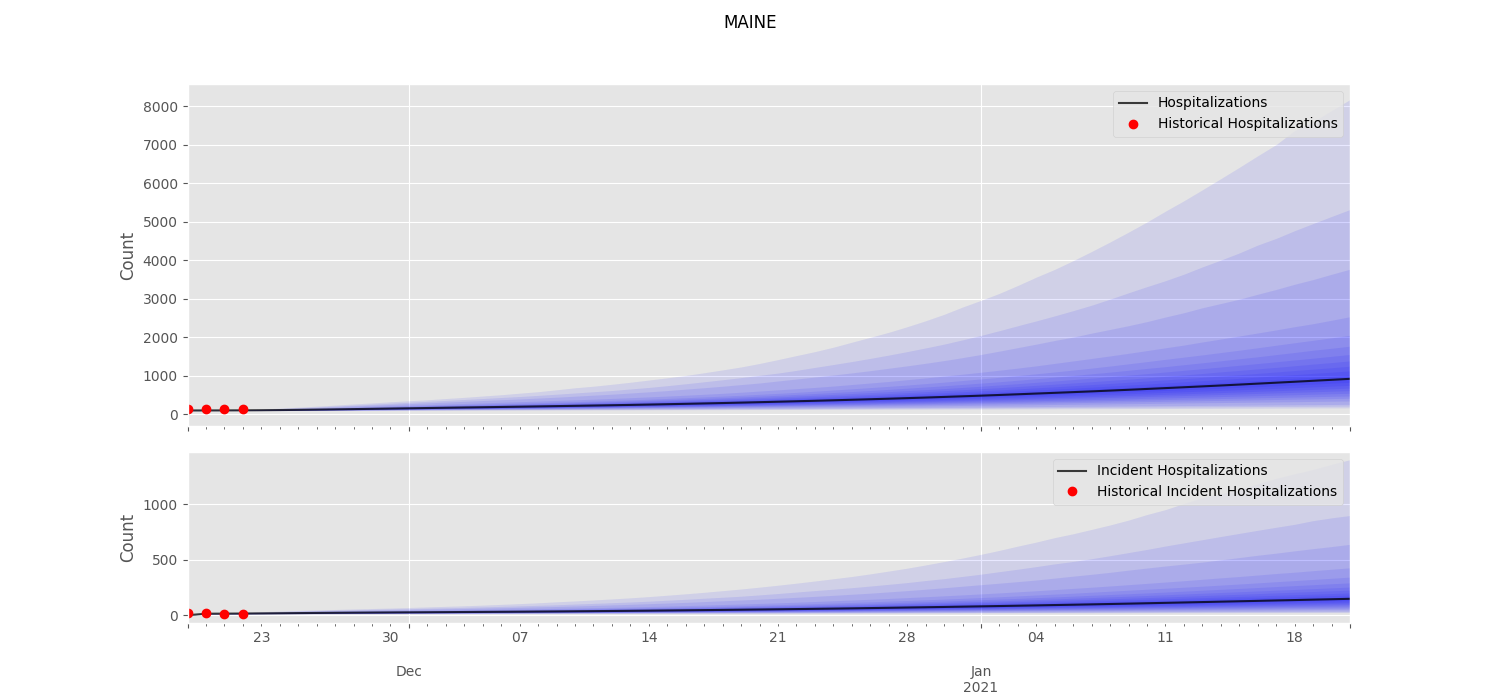 MAINE
8000
7000
6000
5000
4000
3000
2000
1000
0
Count
Hospitalizations
Historical Hospitalizations
1000
500
0
Count
Incident Hospitalizations
Historical Incident Hospitalizations
23 30 07 14 21 28 04 11 18
Dec Jan
2021